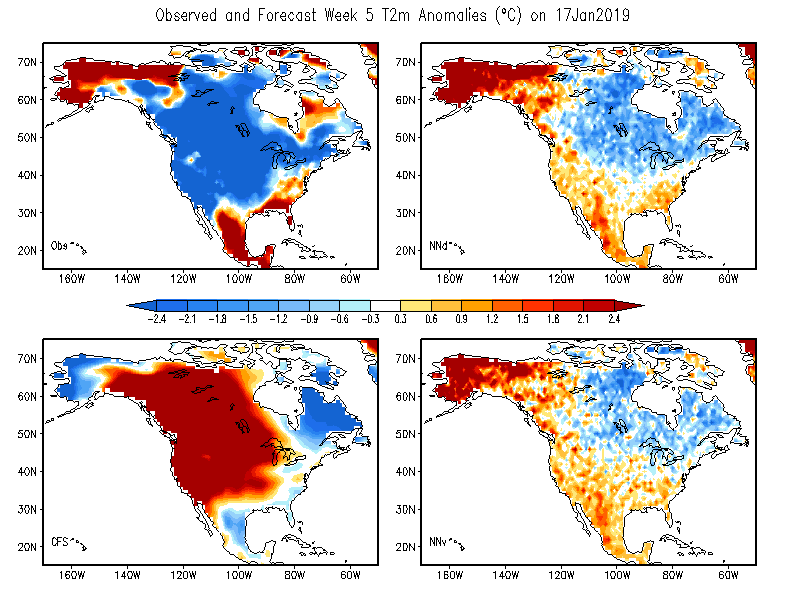 Observed and Forecast Week 5 T2m Anomalies (°C) on 17Jan2019
70N
60N
50N
40N
30N
20N
Obs
160W 140W 120W 100W 80W 60W
70N
60N
50N
40N
30N
20N
NNd
160W 140W 120W 100W 80W 60W
-2.4 -2.1 -1.8 -1.5 -1.2 -0.9 -0.6 -0.3 0.3 0.6 0.9 1.2 1.5 1.8 2.1 2.4
70N
60N
50N
40N
30N
20N
CFS
160W 140W 120W 100W 80W 60W
70N
60N
50N
40N
30N
20N
NNv
160W 140W 120W 100W 80W 60W